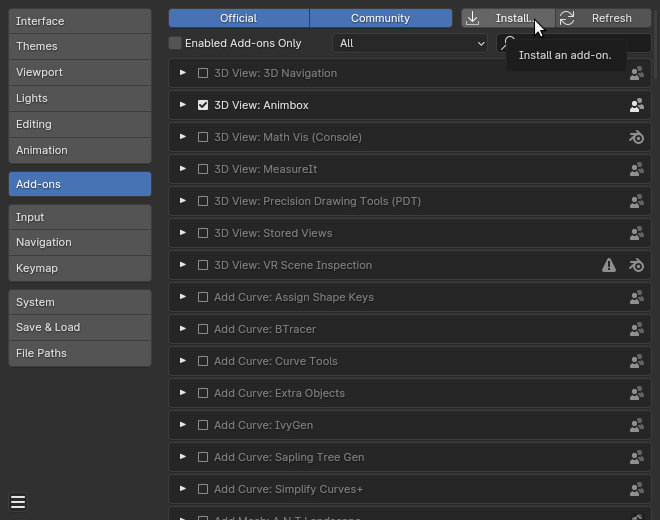 Interface
Themes
Viewport
Lights
Editing
Animation
Add-ons
Input
Navigation
Keymap
System
Save & Load
File Paths
Official
Community
Install...
Refresh
Enabled Add-ons Only
All
Install an add-on.
3D View: 3D Navigation
3D View: Animbox
3D View: Math Vis (Console)
3D View: MeasureIt
3D View: Precision Drawing Tools (PDT)
3D View: Stored Views
3D View: VR Scene Inspection
Add Curve: Assign Shape Keys
Add Curve: BTracer
Add Curve: Curve Tools
Add Curve: Extra Objects
Add Curve: IvyGen
Add Curve: Sapling Tree Gen
Add Curve: Simplify Curves+
Add Mesh: A.N.T.Landscape